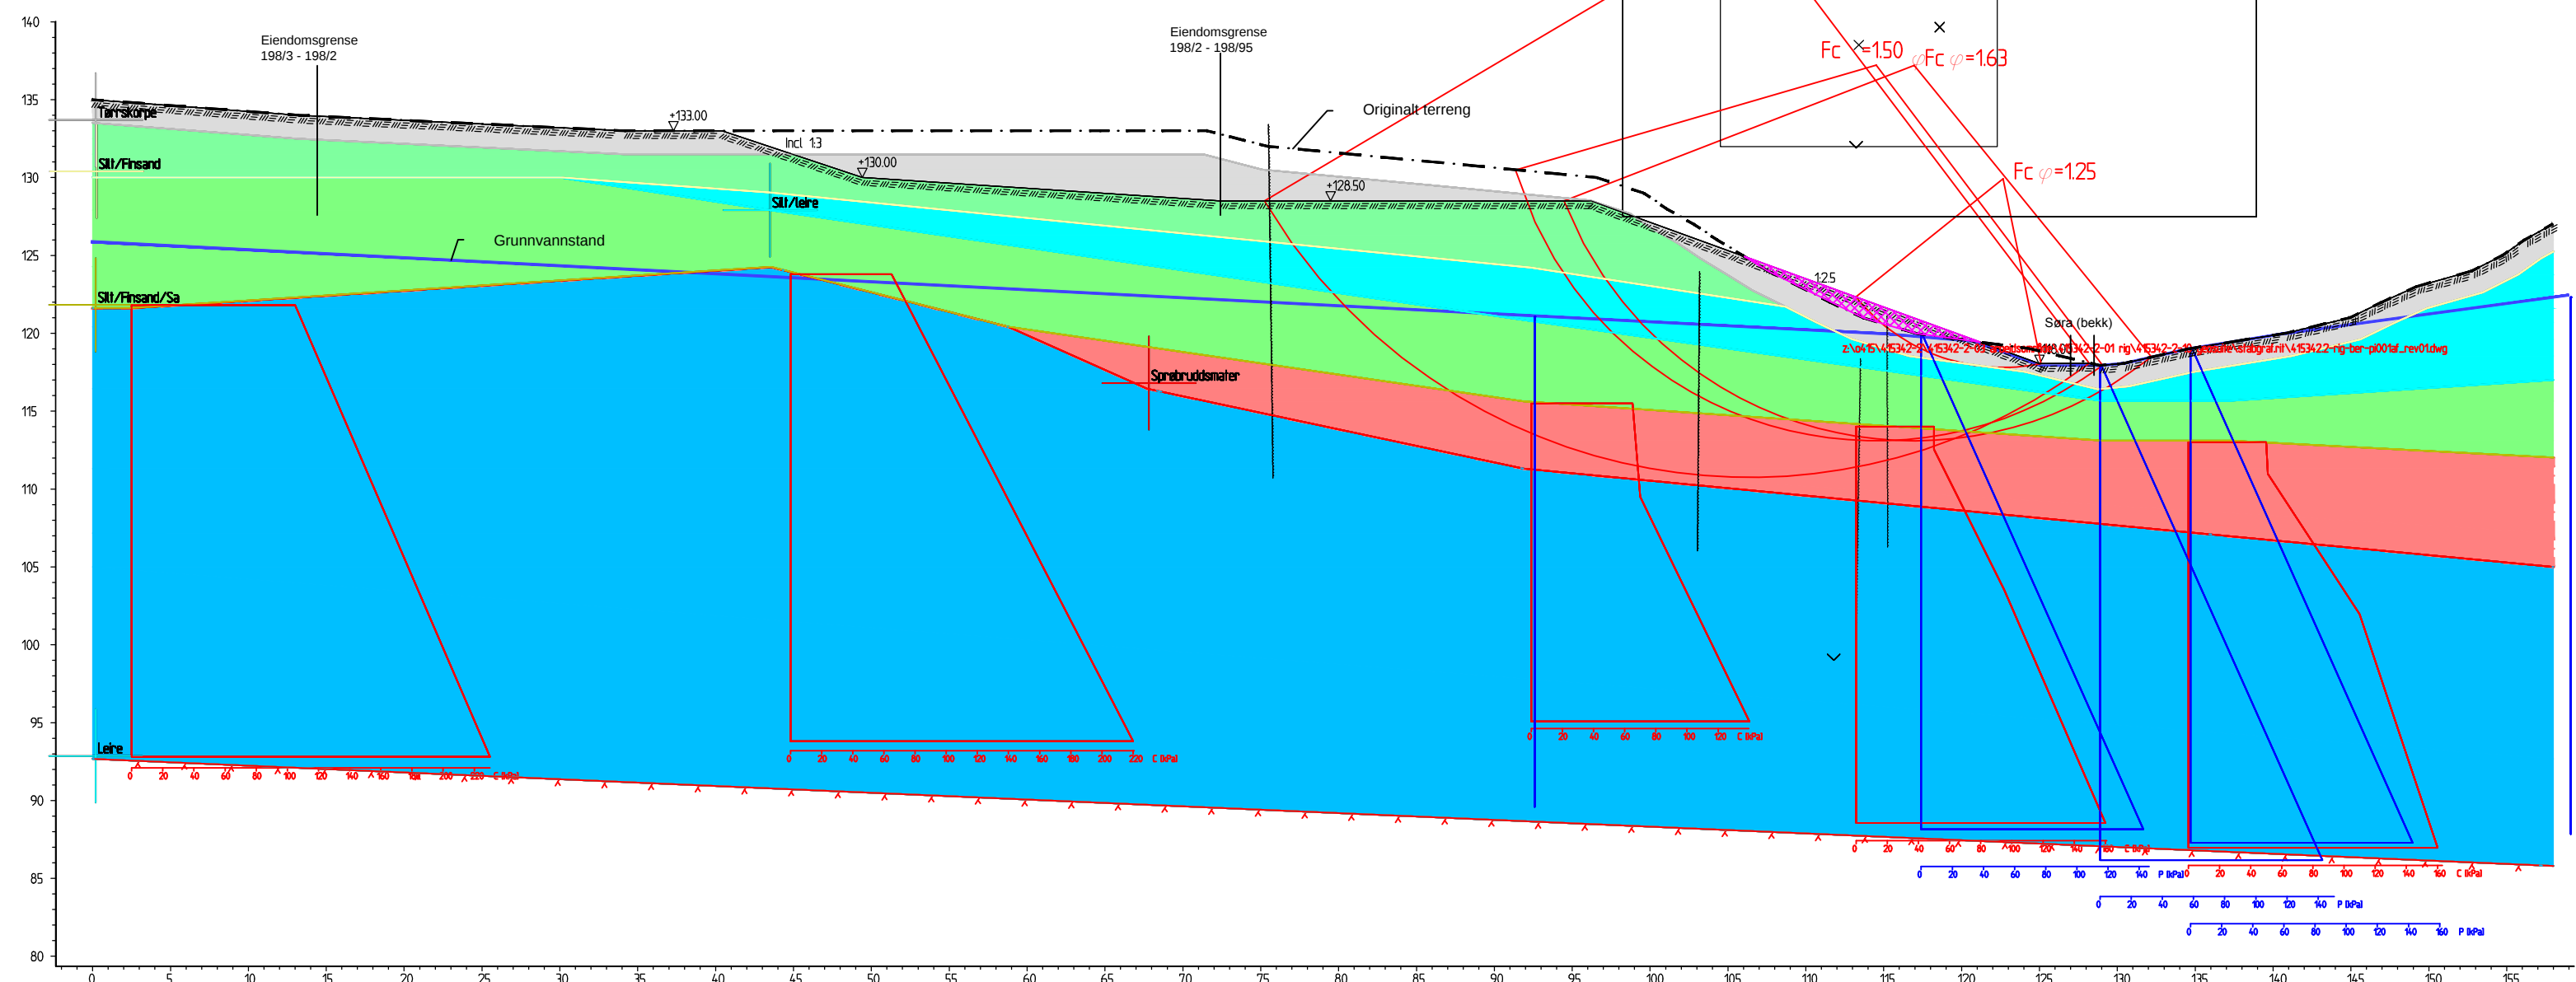 140
135
130
125
120
115
110
105
100
95
90
85
80
Eiendomsgrense
198/3 - 198/2
Eiendomsgrense
198/2 - 198/95
Originalt terreng
Fc =1.50
φFc φ=1.63
Fc φ=1.25
Tørrskorpe
+133.00
Incl 1:3
+130.00
+128.50
Silt/Finsand
Silt/leire
Grunnvannstand
Silt/Finsand/Sa
1:2.5
Søra (bekk)
Sprøbruddsmater
Leire
0 20 40 60 80 100 120 140 160 180 200 220 C (kPa)
0 20 40 60 80 100 120 140 160 180 200 220 C (kPa)
0 20 40 60 80 100 120 C (kPa)
0 20 40 60 80 100 120 140 160 C (kPa)
0 20 40 60 80 100 120 140 P (kPa)
0 20 40 60 80 100 120 140 160 C (kPa)
0 20 40 60 80 100 120 140 P (kPa)
0 20 40 60 80 100 120 140 160 P (kPa)
0 5 10 15 20 25 30 35 40 45 50 55 60 65 70 75 80 85 90 95 100 105 110 115 120 125 130 135 140 145 150 155